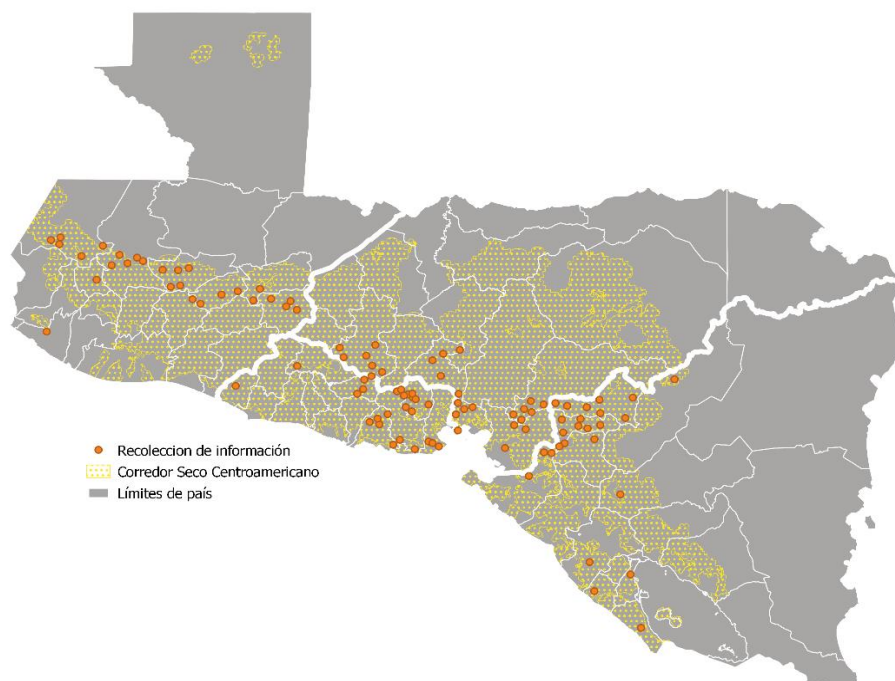 Recoleccion de información
Corredor Seco Centroamericano
Límites de país